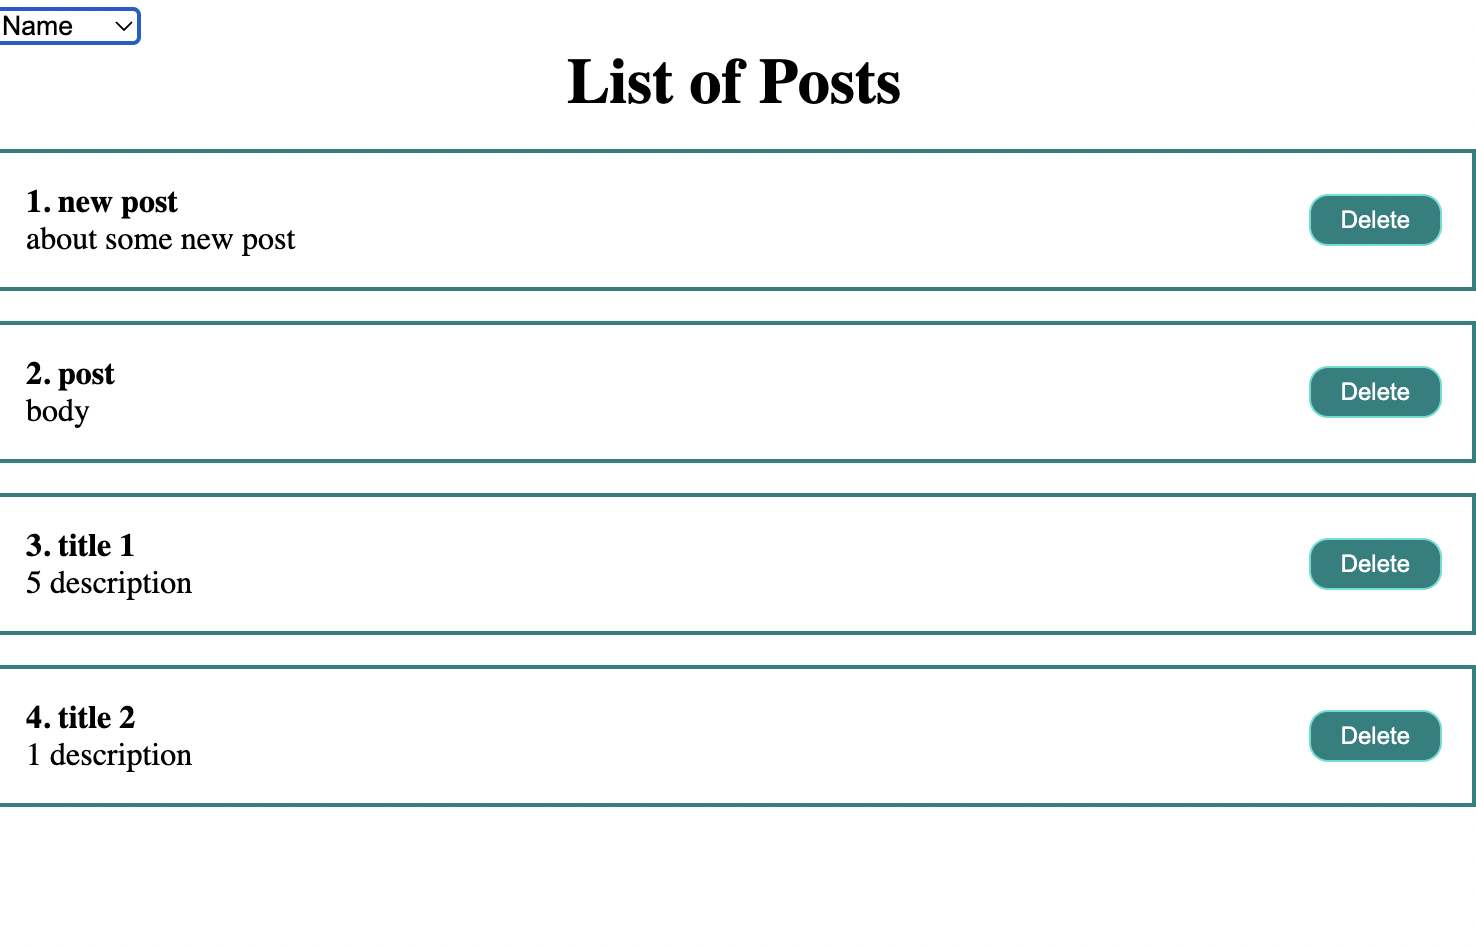 Name
List of Posts
1. new post
about some new post
Delete
2. post
body
Delete
3. title 1
5 description
Delete
4. title 2
1 description
Delete